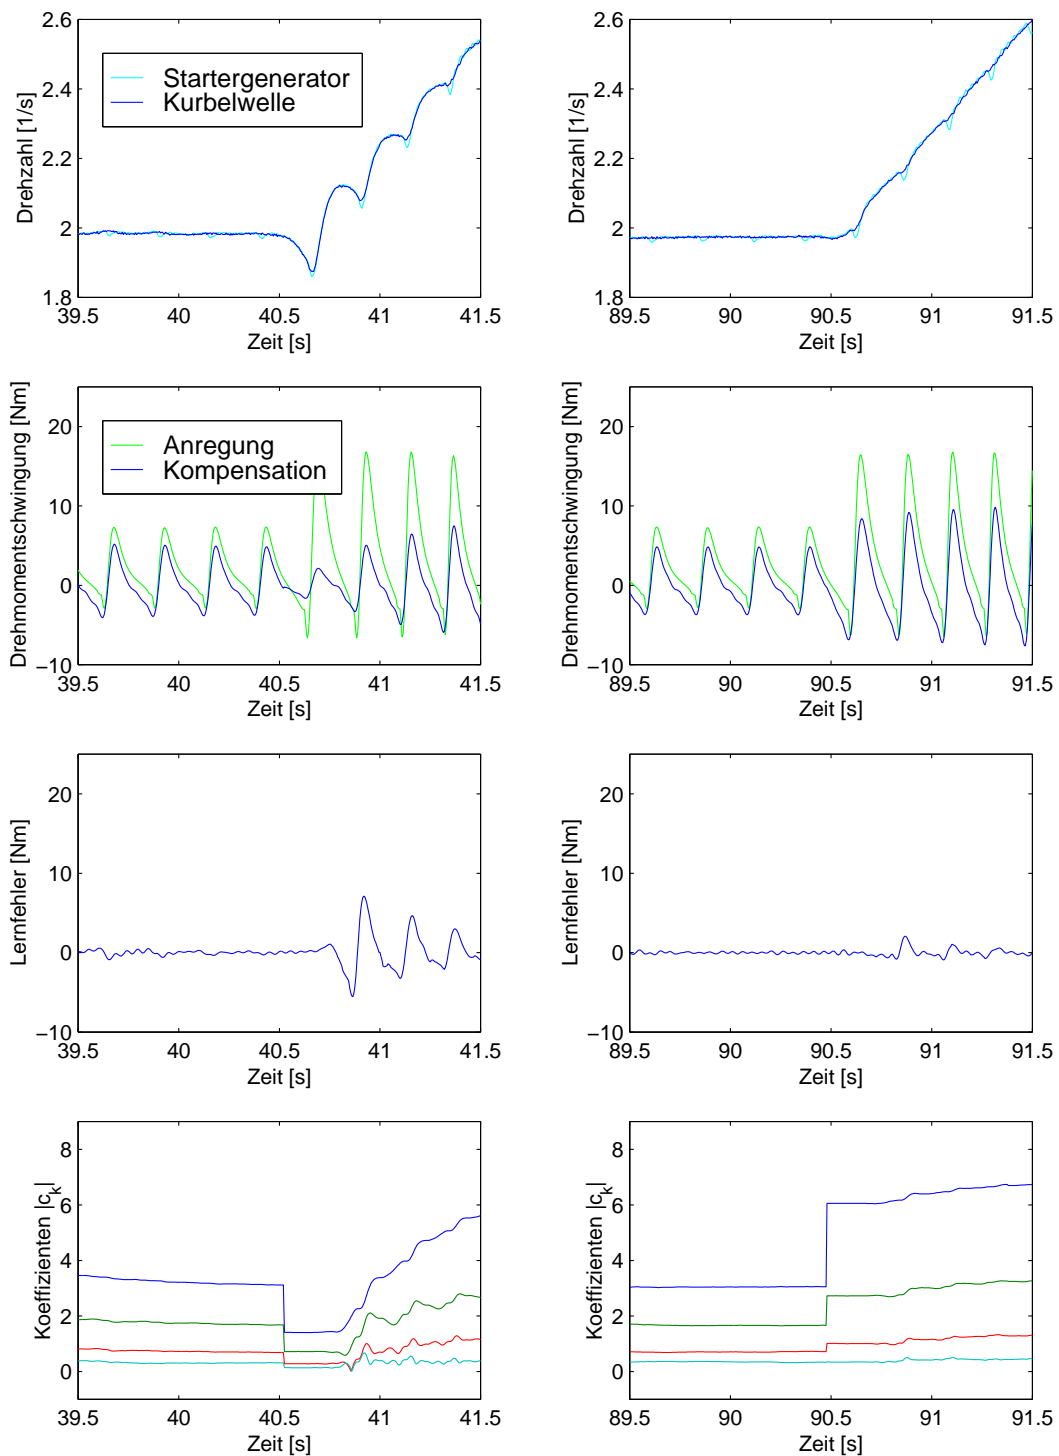 2.6
2.4
2.2
2
1.8
Drehzahl [1/s]
Startergenerator
Kurbelwelle
39.5 40 40.5 41 41.5
Zeit [s]
2.6
2.4
2.2
2
1.8
Drehzahl [1/s]
89.5 90 90.5 91 91.5
Zeit [s]
20
10
0
−10
Drehmomentschwingung [Nm]
Anregung
Kompensation
39.5 40 40.5 41 41.5
Zeit [s]
20
10
0
−10
Drehmomentschwingung [Nm]
89.5 90 90.5 91 91.5
Zeit [s]
20
10
0
−10
Lernfehler [Nm]
39.5 40 40.5 41 41.5
Zeit [s]
20
10
0
−10
Lernfehler [Nm]
89.5 90 90.5 91 91.5
Zeit [s]
8
6
4
2
0
Koeffizienten |c_k|
39.5 40 40.5 41 41.5
Zeit [s]
8
6
4
2
0
Koeffizienten |c_k|
89.5 90 90.5 91 91.5
Zeit [s]